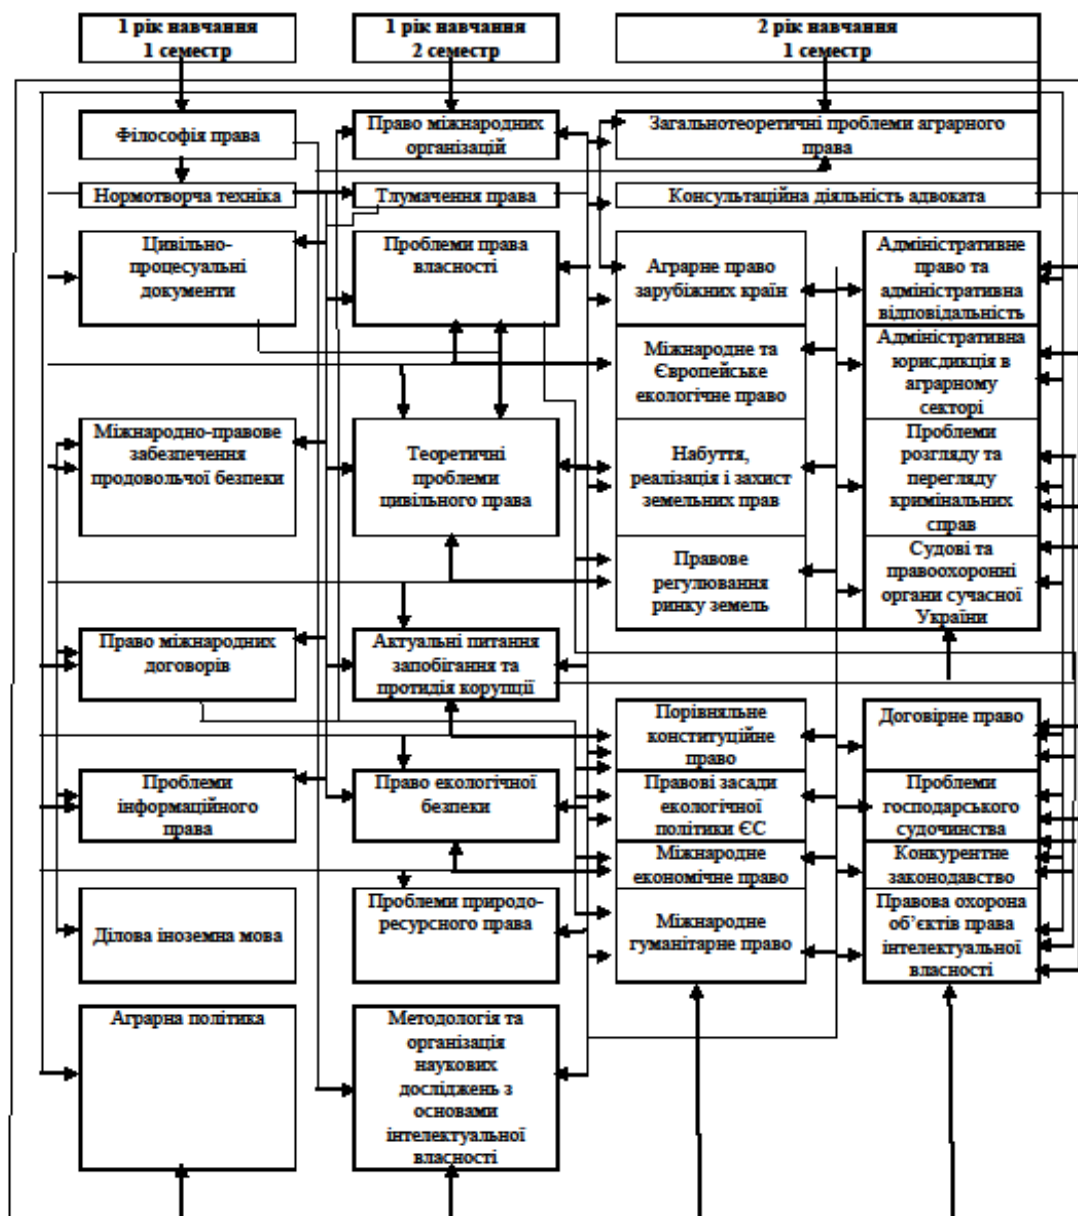 1 рік навчання
1 семестр
1 рік навчання
2 семестр
2 рік навчання
1 семестр
Філософія права
Право міжнародних
організацій
Загальнотеоретичні проблеми аграрного
права
Нормотворча техніка
Тлумачення права
Консультаційна діяльність адвоката
Цивільно-
процесуальні
документи
Проблеми права
власності
Аграрне право
зарубіжних країн
Адміністративне
право та
адміністративна
відповідальність
Міжнародне та
Європейське
екологічне право
Адміністративна
юрисдикція в
аграрному
секторі
Міжнародно-правове
забезпечення
продовольчої безпеки
Теоретичні
проблеми
цивільного права
Набуття,
реалізація і захист
земельних прав
Проблеми
розгляду та
перегляду
кримінальних
справ
Правове
регулювання
ринку земель
Судові та
правоохоронні
органи сучасної
України
Право міжнародних
договорів
Актуальні питання
запобігання та
протидія корупції
Порівняльне
конституційне
право
Договірне право
Проблеми
інформаційного
права
Право екологічної
безпеки
Правові засади
екологічної
політики ЄС
Проблеми
господарського
судочинства
Міжнародне
економічне право
Конкурентне
законодавство
Ділова іноземна мова
Проблеми природо-
ресурсного права
Міжнародне
гуманітарне право
Правова охорона
об’єктів права
інтелектуальної
власності
Аграрна політика
Методологія та
організація
наукових
досліджень з
основами
інтелектуальної
власності